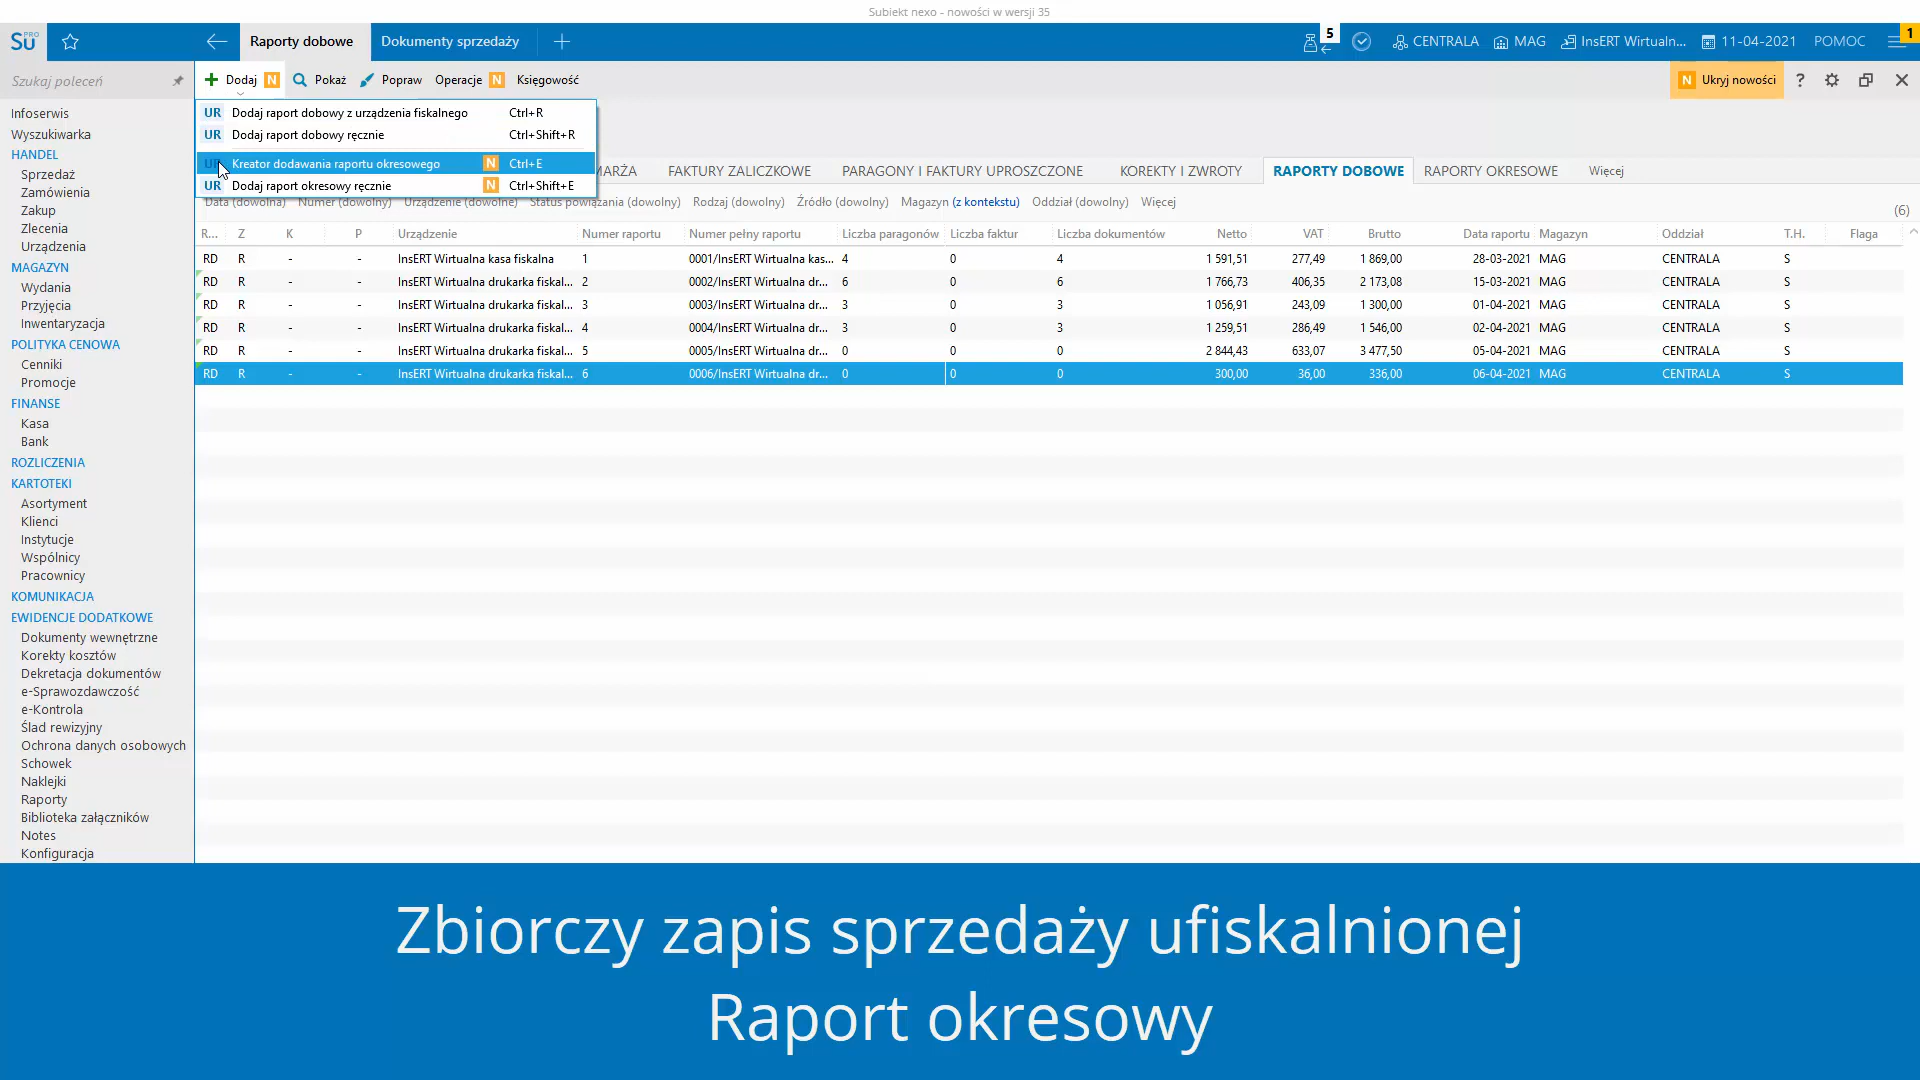 Subiekt nexo - nowości w wersji 35
Su PRO
Raporty dobowe
Dokumenty sprzedaży
5
CENTRALA
MAG
InsERT Wirtualn...
11-04-2021
POMOC
1
Szukaj poleceń
Dodaj N
Pokaż
Popraw
Operacje N
Księgowość
N Ukryj nowości
?
UR Dodaj raport dobowy z urządzenia fiskalnego Ctrl+R
UR Dodaj raport dobowy ręcznie Ctrl+Shift+R
UR Kreator dodawania raportu okresowego N Ctrl+E
UR Dodaj raport okresowy ręcznie N Ctrl+Shift+E
MARŻA FAKTURY ZALICZKOWE PARAGONY I FAKTURY UPROSZCZONE KOREKTY I ZWROTY RAPORTY DOBOWE RAPORTY OKRESOWE Więcej
Data (dowolna) Numer (dowolny) Urządzenie (dowolne) Status powiązania (dowolny) Rodzaj (dowolny) Źródło (dowolny) Magazyn (z kontekstu) Oddział (dowolny) Więcej
(6)
R... Z K P Urządzenie Numer raportu Numer pełny raportu Liczba paragonów Liczba faktur Liczba dokumentów Netto VAT Brutto Data raportu Magazyn Oddział T.H. Flaga
RD R - - InsERT Wirtualna kasa fiskalna 1 0001/InsERT Wirtualna kas... 4 0 4 1 591,51 277,49 1 869,00 28-03-2021 MAG CENTRALA S
RD R - - InsERT Wirtualna drukarka fiskal... 2 0002/InsERT Wirtualna dr... 6 0 6 1 766,73 406,35 2 173,08 15-03-2021 MAG CENTRALA S
RD R - - InsERT Wirtualna drukarka fiskal... 3 0003/InsERT Wirtualna dr... 3 0 3 1 056,91 243,09 1 300,00 01-04-2021 MAG CENTRALA S
RD R - - InsERT Wirtualna drukarka fiskal... 4 0004/InsERT Wirtualna dr... 3 0 3 1 259,51 286,49 1 546,00 02-04-2021 MAG CENTRALA S
RD R - - InsERT Wirtualna drukarka fiskal... 5 0005/InsERT Wirtualna dr... 0 0 0 2 844,43 633,07 3 477,50 05-04-2021 MAG CENTRALA S
RD R - - InsERT Wirtualna drukarka fiskal... 6 0006/InsERT Wirtualna dr... 0 0 0 300,00 36,00 336,00 06-04-2021 MAG CENTRALA S
Infoserwis
Wyszukiwarka
HANDEL
Sprzedaż
Zamówienia
Zakup
Zlecenia
Urządzenia
MAGAZYN
Wydania
Przyjęcia
Inwentaryzacja
POLITYKA CENOWA
Cenniki
Promocje
FINANSE
Kasa
Bank
ROZLICZENIA
KARTOTEKI
Asortyment
Klienci
Instytucje
Wspólnicy
Pracownicy
KOMUNIKACJA
EWIDENCJE DODATKOWE
Dokumenty wewnętrzne
Korekty kosztów
Dekretacja dokumentów
e-Sprawozdawczość
e-Kontrola
Ślad rewizyjny
Ochrona danych osobowych
Schowek
Naklejki
Raporty
Biblioteka załączników
Notes
Konfiguracja
Zbiorczy zapis sprzedaży ufiskalnionej
Raport okresowy